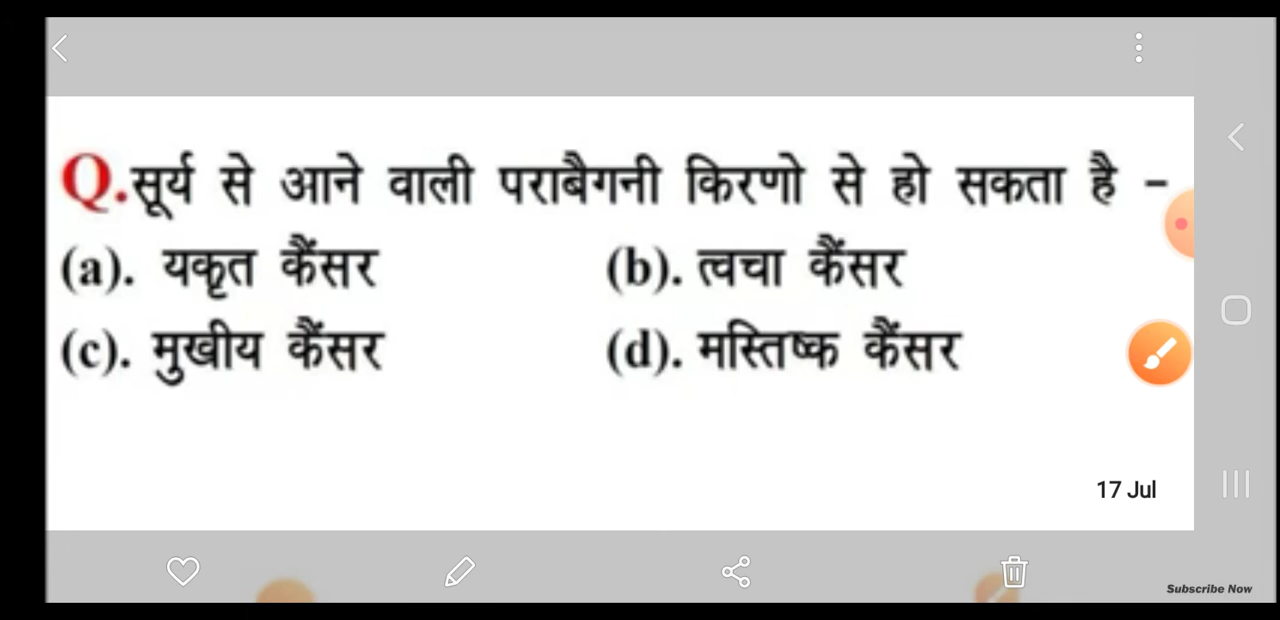 Q.सूर्य से आने वाली पराबैगनी किरणो से हो सकता है -
(a). यकृत कैंसर (b). त्वचा कैंसर
(c). मुखीय कैंसर (d). मस्तिष्क कैंसर
17 Jul
Subscribe Now